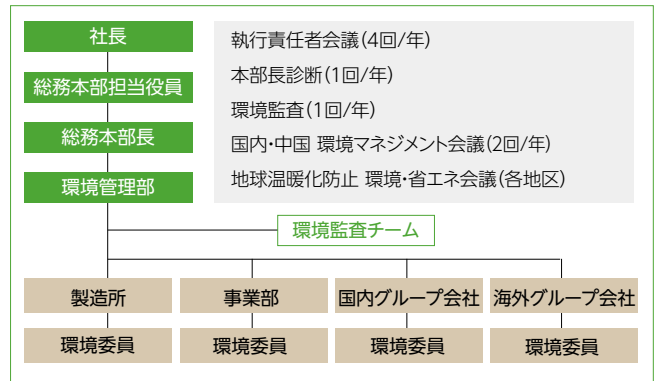 社長
総務本部担当役員
総務本部長
環境管理部
執行責任者会議(4回/年)
本部長診断(1回/年)
環境監査(1回/年)
国内・中国 環境マネジメント会議(2回/年)
地球温暖化防止 環境・省エネ会議(各地区)
環境監査チーム
製造所 事業部 国内グループ会社 海外グループ会社
環境委員 環境委員 環境委員 環境委員